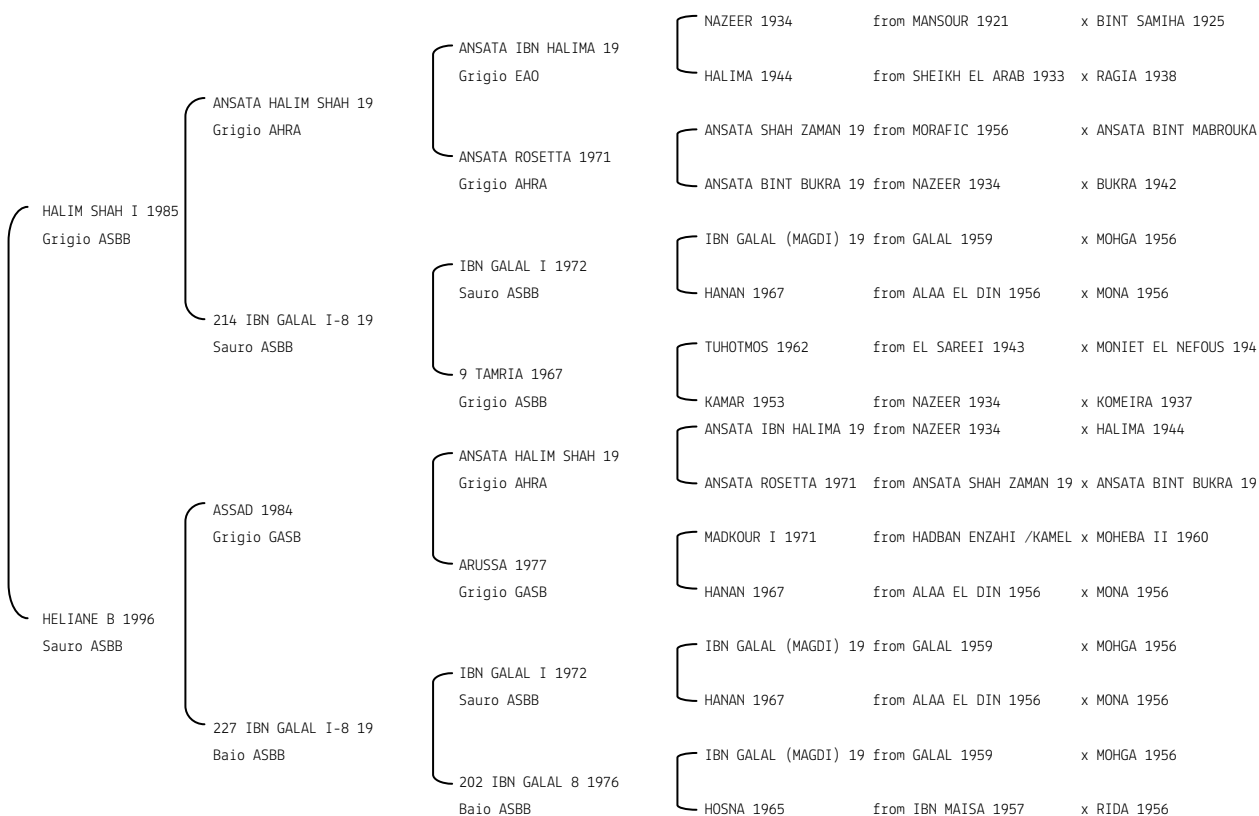 NAZEER 1934 from MANSOUR 1921 x BINT SAMIHA 1925
ANSATA IBN HALIMA 19
Grigio EAO
HALIMA 1944 from SHEIKH EL ARAB 1933 x RAGIA 1938
ANSATA HALIM SHAH 19
Grigio AHRA
ANSATA SHAH ZAMAN 19 from MORAFIC 1956 x ANSATA BINT MABROUKA
ANSATA ROSETTA 1971
Grigio AHRA
ANSATA BINT BUKRA 19 from NAZEER 1934 x BUKRA 1942
HALIM SHAH I 1985
Grigio ASBB
IBN GALAL (MAGDI) 19 from GALAL 1959 x MOHGA 1956
IBN GALAL I 1972
Sauro ASBB
HANAN 1967 from ALAA EL DIN 1956 x MONA 1956
214 IBN GALAL I-8 19
Sauro ASBB
TUHOTMOS 1962 from EL SAREEI 1943 x MONIET EL NEFOUS 194
9 TAMRIA 1967
Grigio ASBB
KAMAR 1953 from NAZEER 1934 x KOMEIRA 1937
ANSATA IBN HALIMA 19 from NAZEER 1934 x HALIMA 1944
ANSATA HALIM SHAH 19
Grigio AHRA
ANSATA ROSETTA 1971 from ANSATA SHAH ZAMAN 19 x ANSATA BINT BUKRA 19
ASSAD 1984
Grigio GASB
MADKOUR I 1971 from HADBAN ENZAHI /KAMEL x MOHEBA II 1960
ARUSSA 1977
Grigio GASB
HANAN 1967 from ALAA EL DIN 1956 x MONA 1956
HELIANE B 1996
Sauro ASBB
IBN GALAL (MAGDI) 19 from GALAL 1959 x MOHGA 1956
IBN GALAL I 1972
Sauro ASBB
HANAN 1967 from ALAA EL DIN 1956 x MONA 1956
227 IBN GALAL I-8 19
Baio ASBB
IBN GALAL (MAGDI) 19 from GALAL 1959 x MOHGA 1956
202 IBN GALAL 8 1976
Baio ASBB
HOSNA 1965 from IBN MAISA 1957 x RIDA 1956